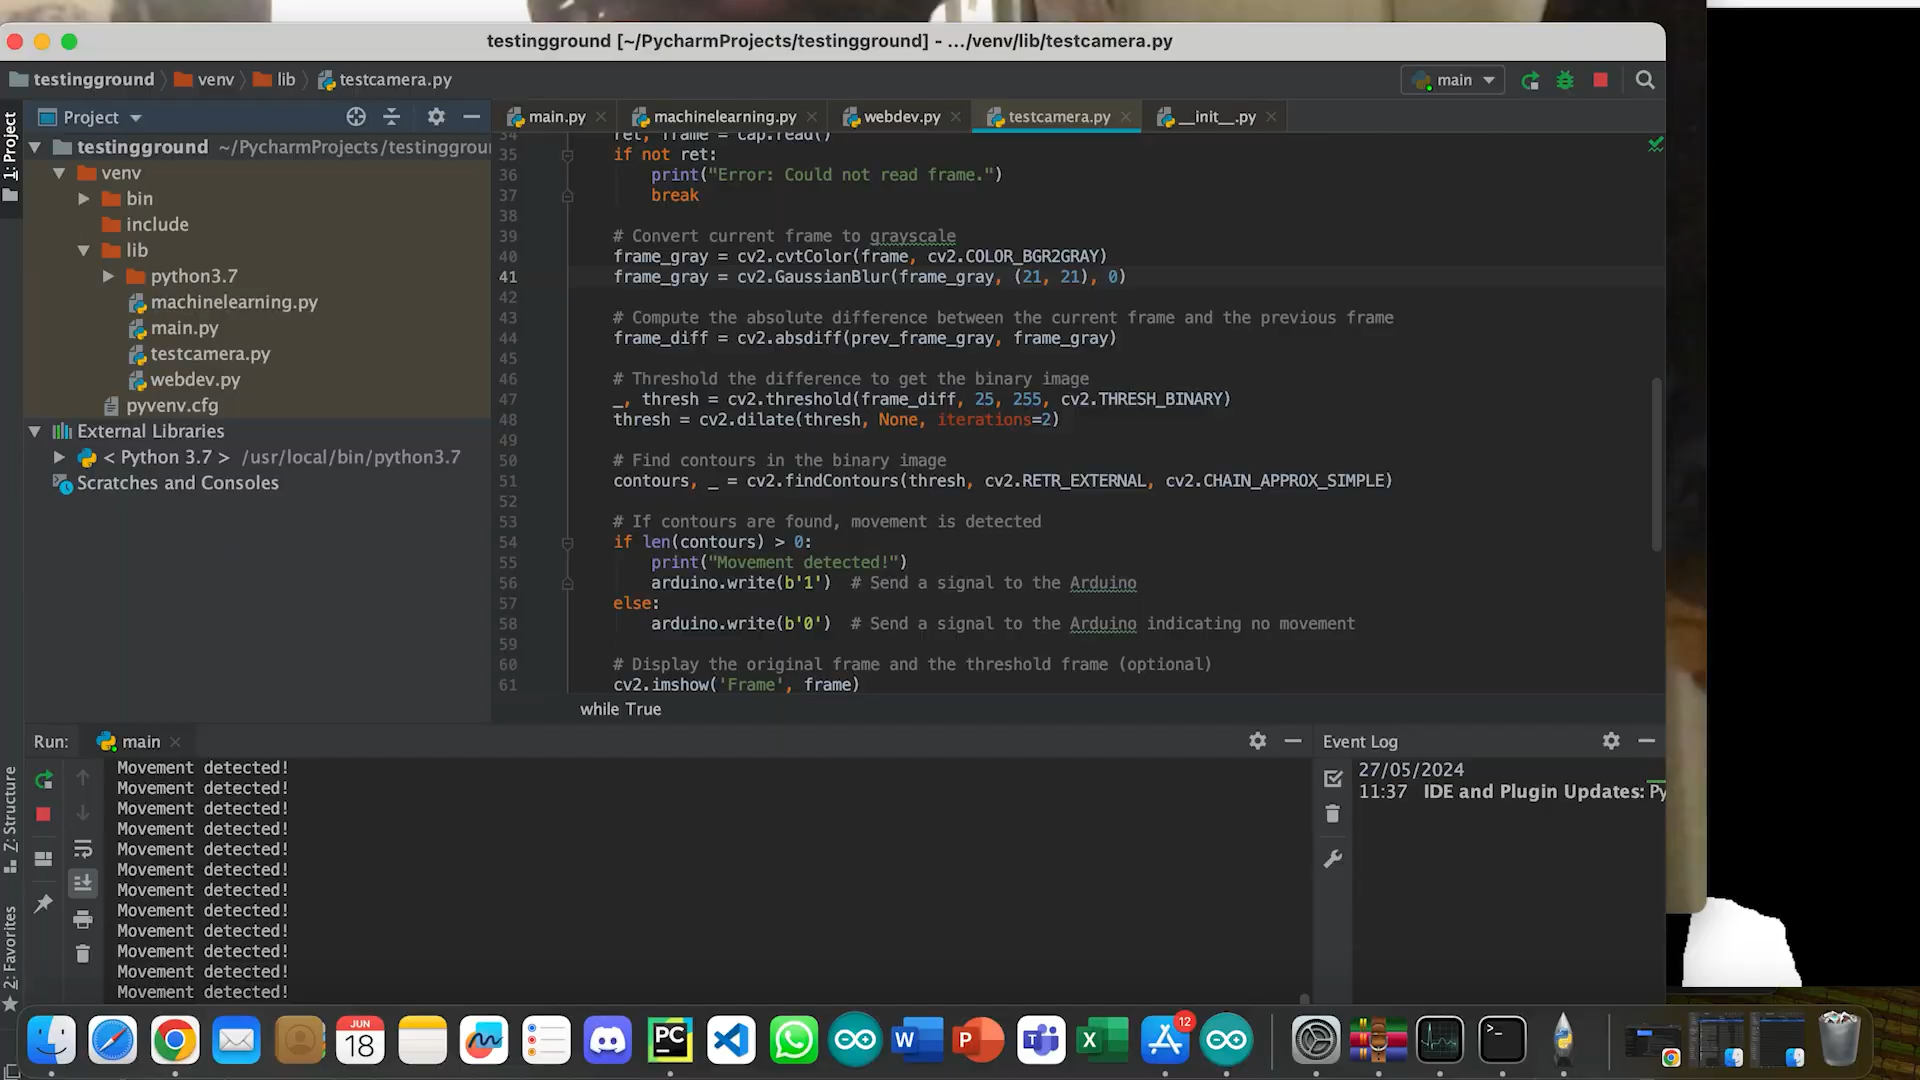 testingground [~/PycharmProjects/testingground] - .../venv/lib/testcamera.py
testingground venv lib testcamera.py main
Project main.py machinelearning.py webdev.py testcamera.py __init__.py
1: Project
testingground ~/PycharmProjects/testinggroun
venv
bin
include
lib
python3.7
machinelearning.py
main.py
testcamera.py
webdev.py
pyvenv.cfg
External Libraries
< Python 3.7 > /usr/local/bin/python3.7
Scratches and Consoles
34 ret, frame = cap.read()
35 if not ret:
36 print("Error: Could not read frame.")
37 break
38
39 # Convert current frame to grayscale
40 frame_gray = cv2.cvtColor(frame, cv2.COLOR_BGR2GRAY)
41 frame_gray = cv2.GaussianBlur(frame_gray, (21, 21), 0)
42
43 # Compute the absolute difference between the current frame and the previous frame
44 frame_diff = cv2.absdiff(prev_frame_gray, frame_gray)
45
46 # Threshold the difference to get the binary image
47 _, thresh = cv2.threshold(frame_diff, 25, 255, cv2.THRESH_BINARY)
48 thresh = cv2.dilate(thresh, None, iterations=2)
49
50 # Find contours in the binary image
51 contours, _ = cv2.findContours(thresh, cv2.RETR_EXTERNAL, cv2.CHAIN_APPROX_SIMPLE)
52
53 # If contours are found, movement is detected
54 if len(contours) > 0:
55 print("Movement detected!")
56 arduino.write(b'1') # Send a signal to the Arduino
57 else:
58 arduino.write(b'0') # Send a signal to the Arduino indicating no movement
59
60 # Display the original frame and the threshold frame (optional)
61 cv2.imshow('Frame', frame)
while True
Run: main
Movement detected!
Movement detected!
Movement detected!
Movement detected!
Movement detected!
Movement detected!
Movement detected!
Movement detected!
Movement detected!
Movement detected!
Movement detected!
Movement detected!
Event Log
27/05/2024
11:37 IDE and Plugin Updates: Py
Z: Structure
2: Favorites
JUN
18
PC
W
P
T
X
12
>_